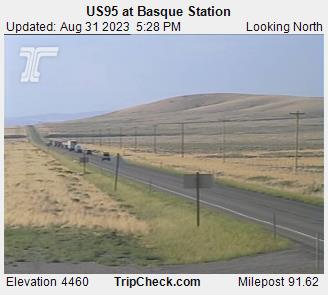 US95 at Basque Station
Updated: Aug 31 2023 5:28 PM Looking North
Elevation 4460 TripCheck.com Milepost 91.62